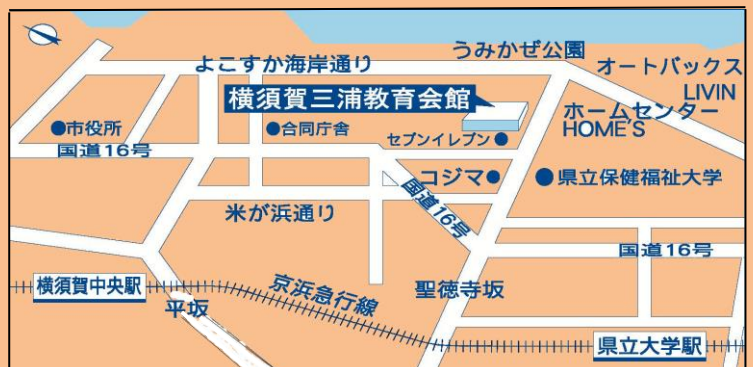 うみかぜ公園
よこすか海岸通り
オートバックス
LIVIN
横須賀三浦教育会館
ホームセンター
HOME'S
●市役所
●合同庁舎
セブンイレブン●
国道16号
コジマ●
●県立保健福祉大学
国道16号
米が浜通り
国道16号
横須賀中央駅
京浜急行線
聖徳寺坂
平坂
県立大学駅